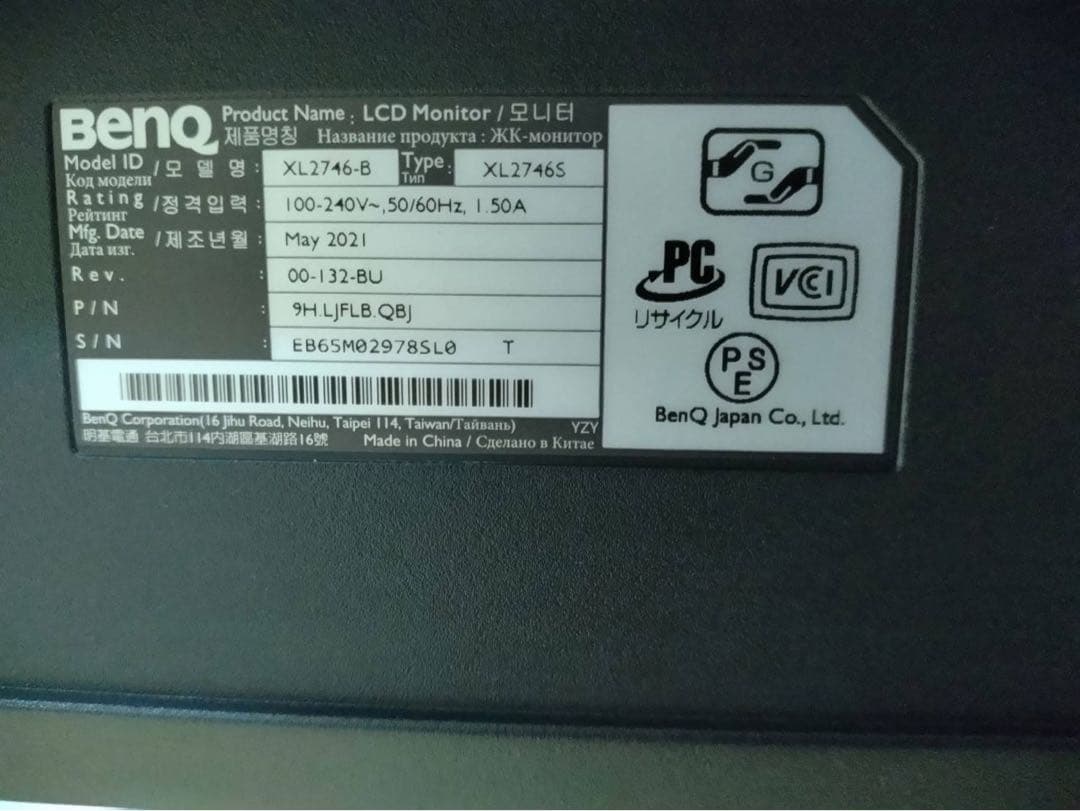 BenQ
Product Name : LCD Monitor / 모니터
제품명칭 Название продукта : ЖК-монитор
Model ID / 모 델 명 : XL2746-B Type : XL2746S
Код модели Тип
Rating / 정격입력 : 100-240V~,50/60Hz, 1.50A
Рейтинг
Mfg. Date / 제조년월 : May 2021
Дата изг.
Rev. : 00-132-BU
P/N : 9H.LJFLB.QBJ
S/N : EB65M02978SL0 T
BenQ Corporation(16 Jihu Road, Neihu, Taipei 114, Taiwan/Тайвань) YZY
明基電通 台北市114內湖區基湖路16號 Made in China / Сделано в Китае
G
PC
リサイクル
VCCI
PSE
BenQ Japan Co., Ltd.